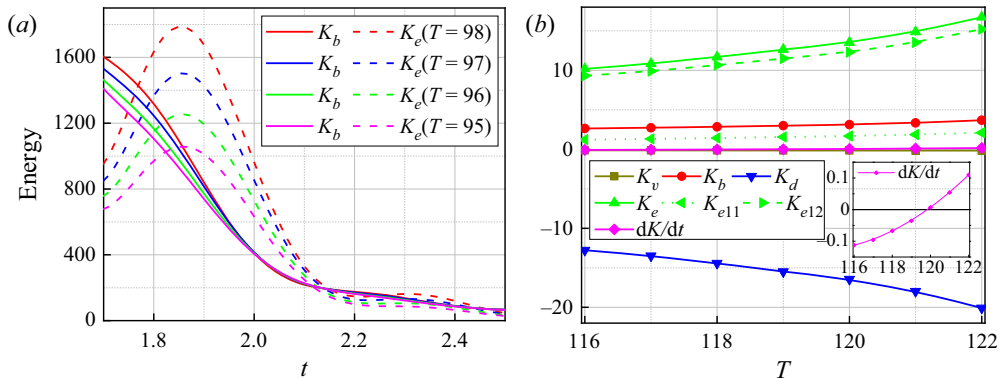 (a)
Energy
1600
1200
800
400
0
1.8
2.0
2.2
2.4
t
K_b K_e(T = 98)
K_b K_e(T = 97)
K_b K_e(T = 96)
K_b K_e(T = 95)
(b)
10
0
−10
−20
116
118
120
122
T
K_v K_b K_d
K_e K_e11 K_e12
dK/dt
dK/dt
0.1
0
−0.1
116 118 120 122